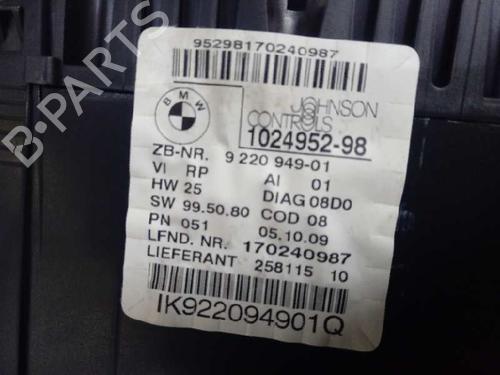 95298170240987
BMW
JOHNSON
CONTROLS
1024952-98
ZB-NR. 9 220 949-01
VI RP AI 01
HW 25 DIAG 08D0
SW 99.50.80 COD 08
PN 051 05.10.09
LFND. NR. 170240987
LIEFERANT 258115 10
IK922094901Q
B-PARTS